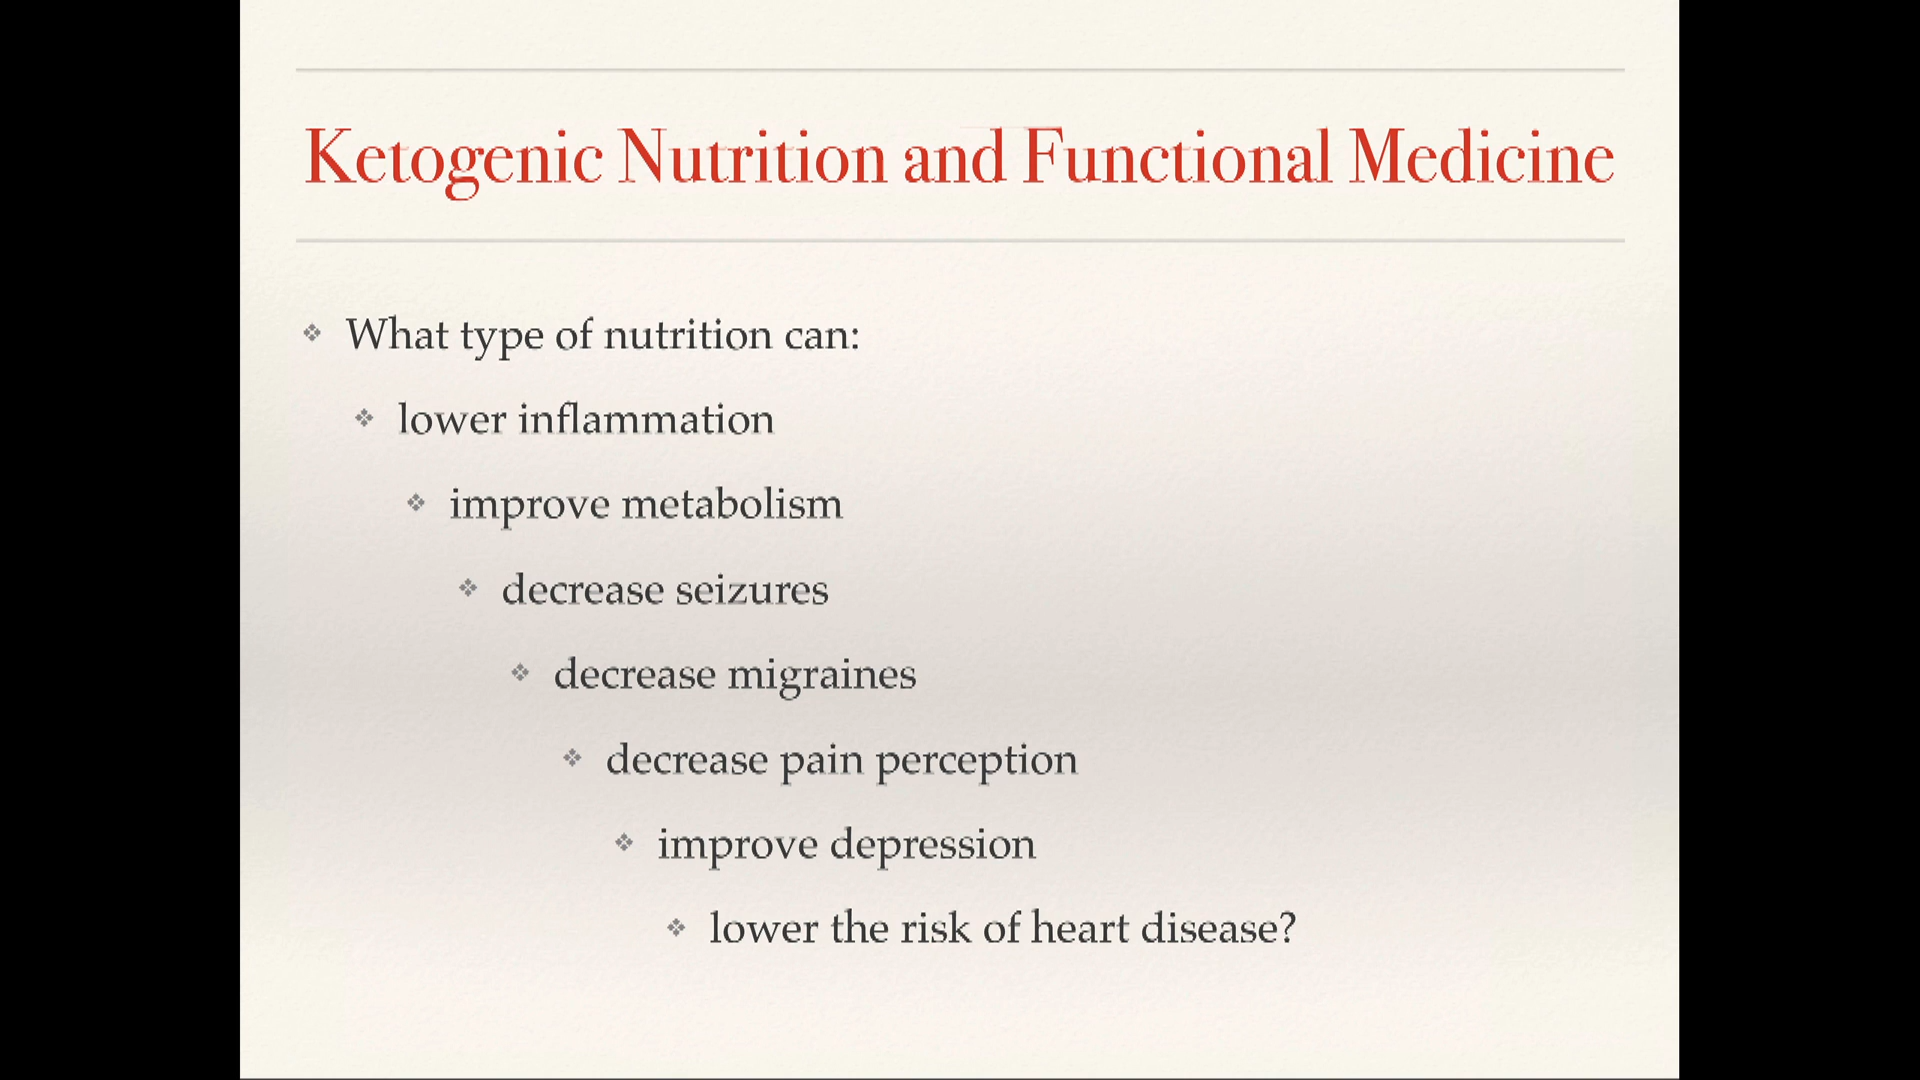 Ketogenic Nutrition and Functional Medicine
What type of nutrition can:
lower inflammation
improve metabolism
decrease seizures
decrease migraines
decrease pain perception
improve depression
lower the risk of heart disease?